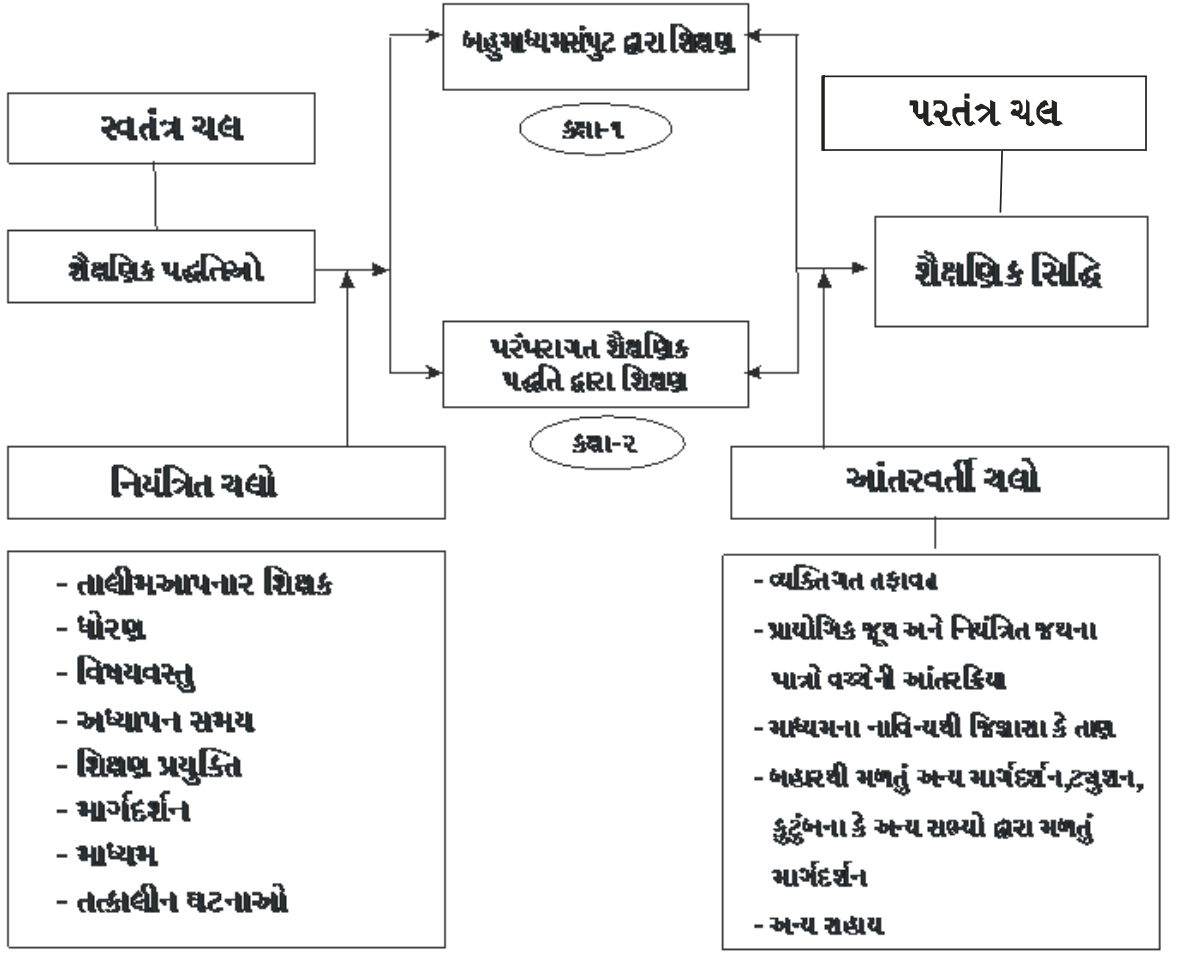 બહુમાધ્યમસંપુટ દ્વારા શિક્ષણ
કક્ષા-૧
સ્વતંત્ર ચલ
પરતંત્ર ચલ
શૈક્ષણિક પદ્ધતિઓ
શૈક્ષણિક સિદ્ધિ
પરંપરાગત શૈક્ષણિક
પદ્ધતિ દ્વારા શિક્ષણ
કક્ષા-૨
નિયંત્રિત ચલો
- તાલીમઆપનાર શિક્ષક
- ધોરણ
- વિષયવસ્તુ
- અધ્યાપન સમય
- શિક્ષણ પ્રયુક્તિ
- માર્ગદર્શન
- માધ્યમ
- તત્કાલીન ઘટનાઓ
આંતરવર્તી ચલો
- વ્યક્તિગત તફાવત
- પ્રાયોગિક જૂથ અને નિયંત્રિત જથના
પાત્રો વચ્ચેની આંતરક્રિયા
- માધ્યમના નાવિન્યથી જિજ્ઞાસા કે તાણ
- બહારથી મળતું અન્ય માર્ગદર્શન,ટ્યુશન,
કુટુંબના કે અન્ય સભ્યો દ્વારા મળતું
માર્ગદર્શન
- અન્ય સહાય